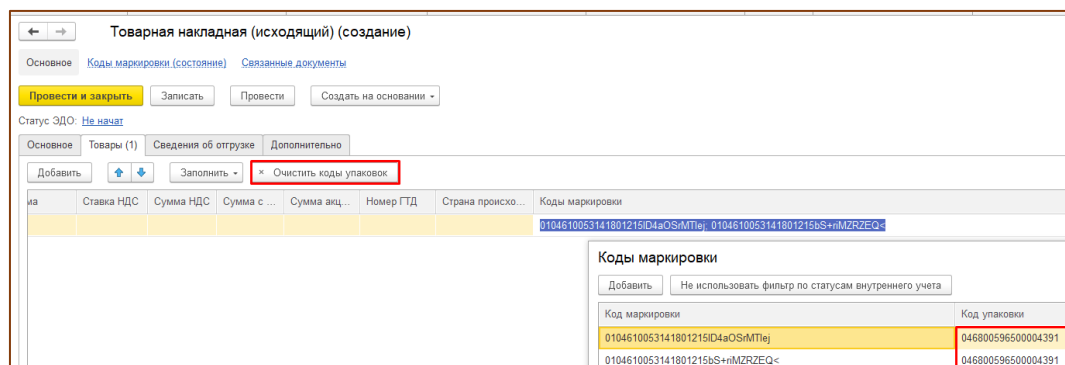 Товарная накладная (исходящий) (создание)
Основное Коды маркировки (состояние) Связанные документы
Провести и закрыть Записать Провести Создать на основании
Статус ЭДО: Не начат
Основное Товары (1) Сведения об отгрузке Дополнительно
Добавить Заполнить × Очистить коды упаковок
ма Ставка НДС Сумма НДС Сумма с ... Сумма акц... Номер ГТД Страна происхо... Коды маркировки
0104610053141801215lD4aOSrMTlej; 0104610053141801215bS+riMZRZEQ<
Коды маркировки
Добавить Не использовать фильтр по статусам внутреннего учета
Код маркировки Код упаковки
0104610053141801215lD4aOSrMTlej 046800596500004391
0104610053141801215bS+riMZRZEQ< 046800596500004391